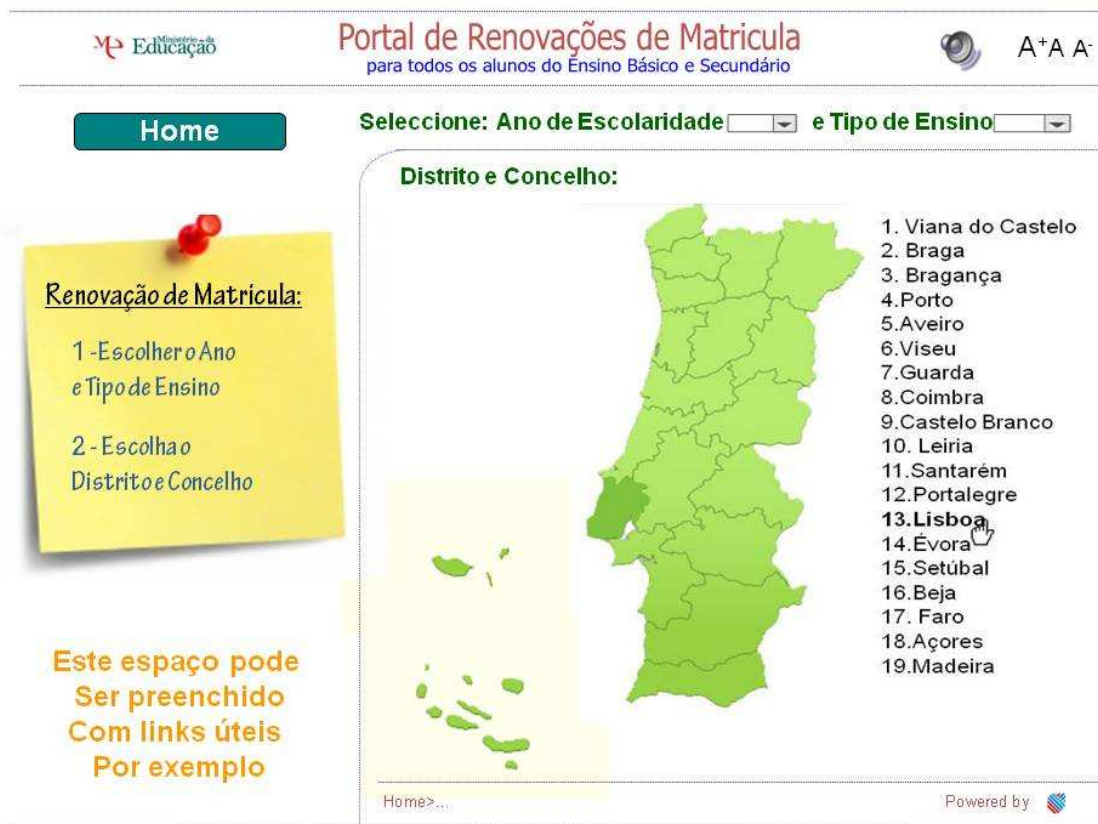 Ministério da
Educação
Portal de Renovações de Matricula
para todos os alunos do Ensino Básico e Secundário
A+A A-
Home
Seleccione: Ano de Escolaridade e Tipo de Ensino
Distrito e Concelho:
Renovação de Matricula:
1 -Escolher o Ano
e Tipo de Ensino
2 - Escolha o
Distrito e Concelho
1. Viana do Castelo
2. Braga
3. Bragança
4.Porto
5.Aveiro
6.Viseu
7.Guarda
8.Coimbra
9.Castelo Branco
10. Leiria
11.Santarém
12.Portalegre
13.Lisboa
14.Évora
15.Setúbal
16.Beja
17. Faro
18.Açores
19.Madeira
Este espaço pode
Ser preenchido
Com links úteis
Por exemplo
Home>...
Powered by